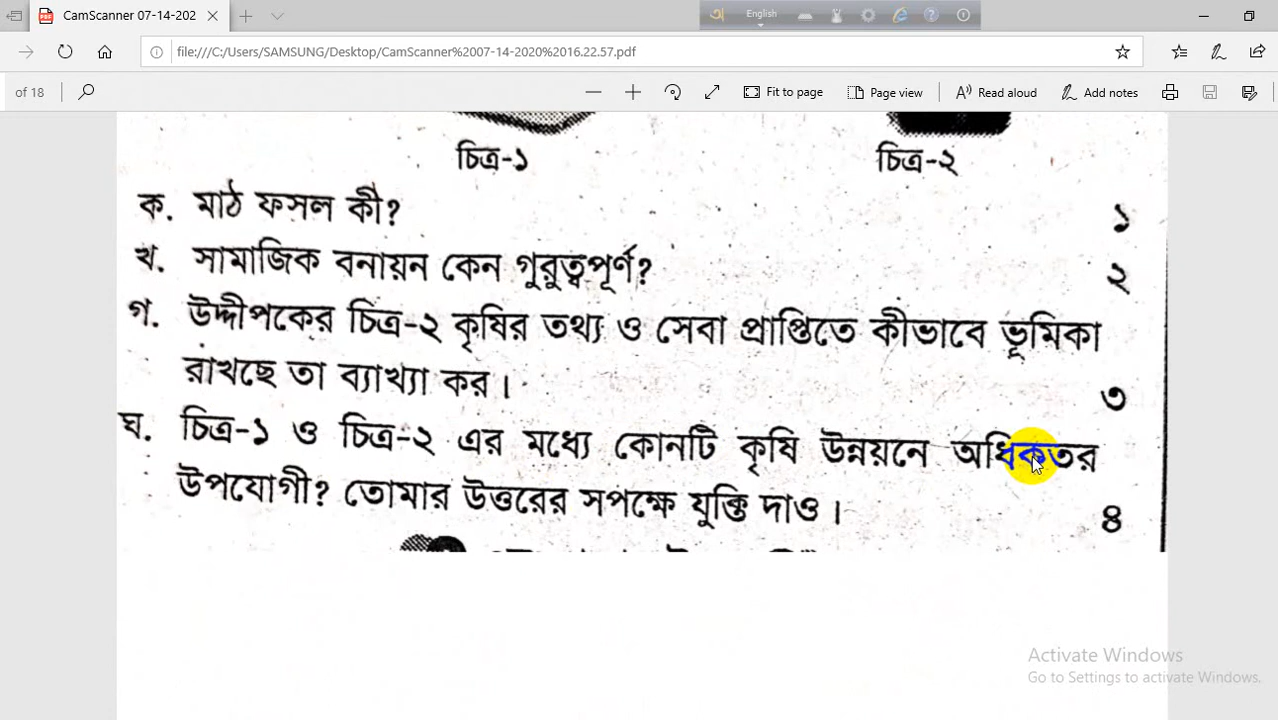 CamScanner 07-14-202
English
file:///C:/Users/SAMSUNG/Desktop/CamScanner%2007-14-2020%2016.22.57.pdf
of 18
Fit to page
Page view
Read aloud
Add notes
চিত্র-১ চিত্র-২
ক. মাঠ ফসল কী? ১
খ. সামাজিক বনায়ন কেন গুরুত্বপূর্ণ? ২
গ. উদ্দীপকের চিত্র-২ কৃষির তথ্য ও সেবা প্রাপ্তিতে কীভাবে ভূমিকা
রাখছে তা ব্যাখ্যা কর। ৩
ঘ. চিত্র-১ ও চিত্র-২ এর মধ্যে কোনটি কৃষি উন্নয়নে অধিকতর
উপযোগী? তোমার উত্তরের সপক্ষে যুক্তি দাও। ৪
Activate Windows
Go to Settings to activate Windows.